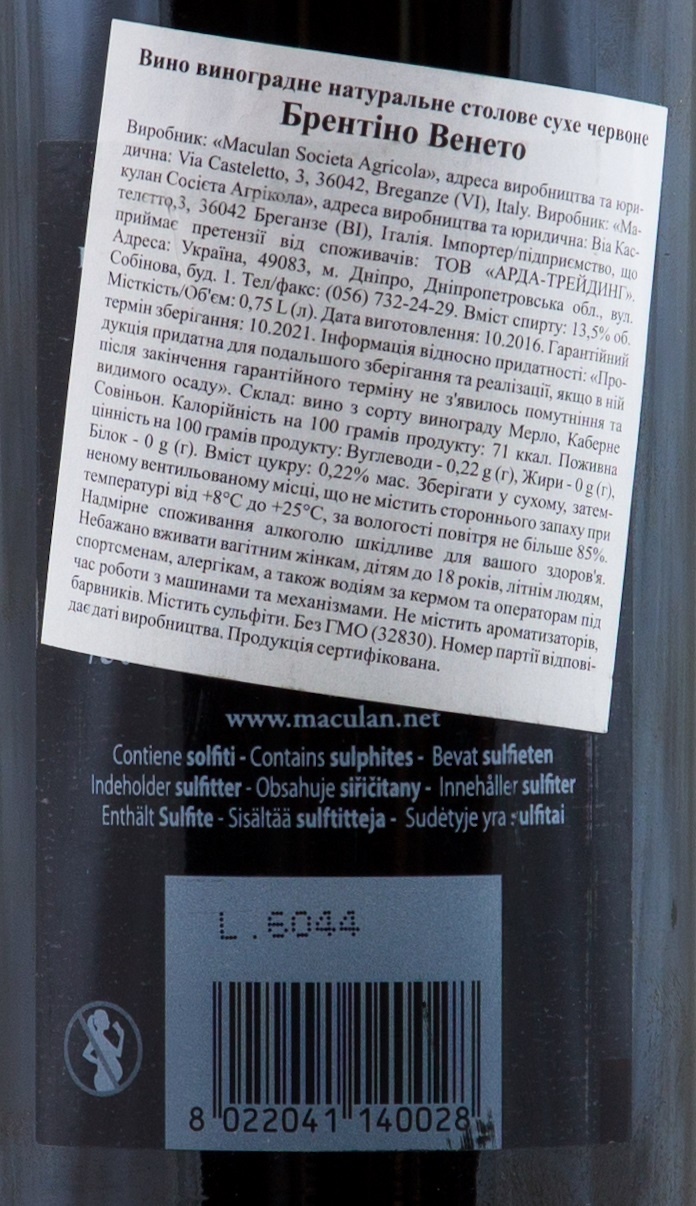 Вино виноградне натуральне столове сухе червоне
Брентіно Венето
Виробник: «Maculan Societa Agricola», адреса виробництва та юри-
дична: Via Casteletto, 3, 36042, Breganze (VI), Italy. Виробник: «Ма-
кулан Сосієта Агрікола», адреса виробництва та юридична: Віа Кас-
телєтто,3, 36042 Бреганзе (ВІ), Італія. Імпортер/підприємство, що
приймає претензії від споживачів: ТОВ «АРДА-ТРЕЙДИНГ».
Адреса: Україна, 49083, м. Дніпро, Дніпропетровська обл., вул.
Собінова, буд. 1. Тел/факс: (056) 732-24-29. Вміст спирту: 13,5% об.
Місткість/Об'єм: 0,75 L (л). Дата виготовлення: 10.2016. Гарантійний
термін зберігання: 10.2021. Інформація відносно придатності: «Про-
дукція придатна для подальшого зберігання та реалізації, якщо в ній
після закінчення гарантійного терміну не з'явилось помутніння та
видимого осаду». Склад: вино з сорту винограду Мерло, Каберне
Совіньон. Калорійність на 100 грамів продукту: 71 ккал. Поживна
цінність на 100 грамів продукту: Вуглеводи - 0,22 g (г), Жири - 0 g (г),
Білок - 0 g (г). Вміст цукру: 0,22% мас. Зберігати у сухому, затем-
неному вентильованому місці, що не містить стороннього запаху при
температурі від +8°C до +25°C, за вологості повітря не більше 85%.
Надмірне споживання алкоголю шкідливе для вашого здоров'я.
Небажано вживати вагітним жінкам, дітям до 18 років, літнім людям,
спортсменам, алергікам, а також водіям за кермом та операторам під
час роботи з машинами та механізмами. Не містить ароматизаторів,
барвників. Містить сульфіти. Без ГМО (32830). Номер партії відпові-
дає даті виробництва. Продукція сертифікована.
www.maculan.net
Contiene solfiti - Contains sulphites - Bevat sulfieten
Indeholder sulfitter - Obsahuje siřičitany - Innehåller sulfiter
Enthält Sulfite - Sisältää sulftitteja - Sudėtyje yra sulfitai
L.6044
8 022041 140028